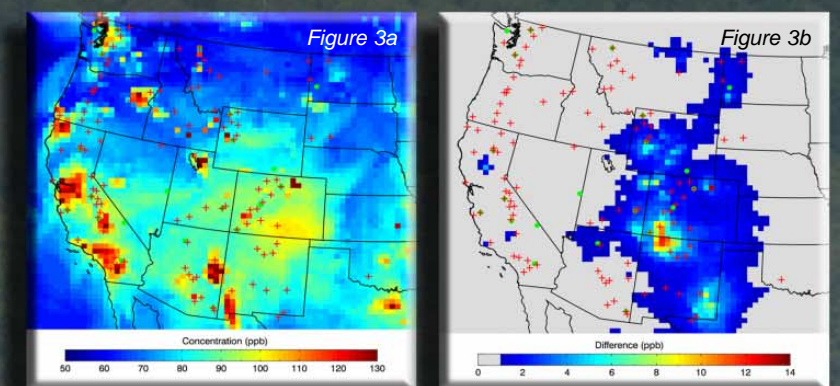 Figure 3a
Figure 3b
Concentration (ppb)
50 60 70 80 90 100 110 120 130
Difference (ppb)
0 2 4 6 8 10 12 14